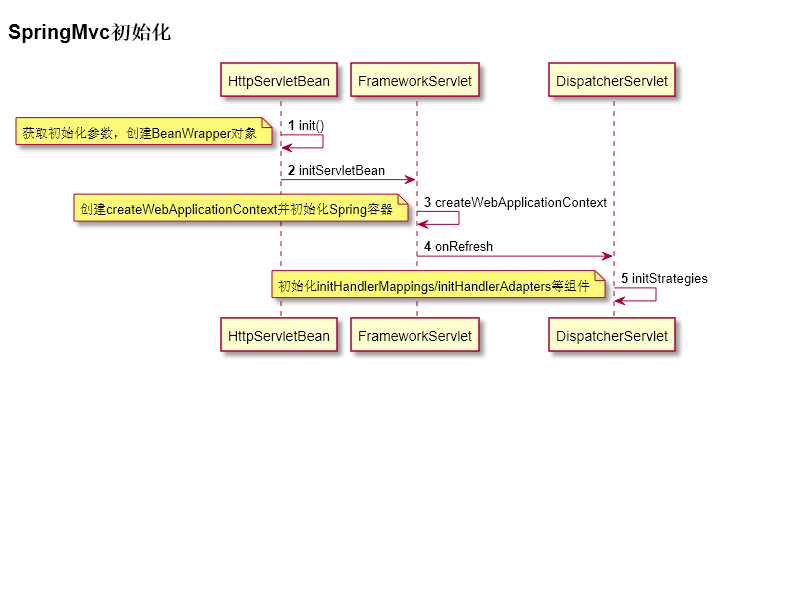 SpringMvc初始化
HttpServletBean FrameworkServlet DispatcherServlet
获取初始化参数，创建BeanWrapper对象
1 init()
2 initServletBean
创建createWebApplicationContext并初始化Spring容器
3 createWebApplicationContext
4 onRefresh
初始化initHandlerMappings/initHandlerAdapters等组件
5 initStrategies
HttpServletBean FrameworkServlet DispatcherServlet